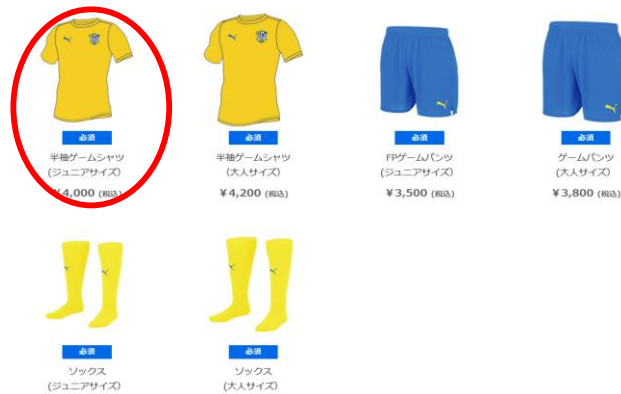 必須
半袖ゲームシャツ
(ジュニアサイズ)
¥4,000 (税込)
必須
半袖ゲームシャツ
(大人サイズ)
¥4,200 (税込)
必須
FPゲームパンツ
(ジュニアサイズ)
¥3,500 (税込)
必須
ゲームパンツ
(大人サイズ)
¥3,800 (税込)
必須
ソックス
(ジュニアサイズ)
必須
ソックス
(大人サイズ)